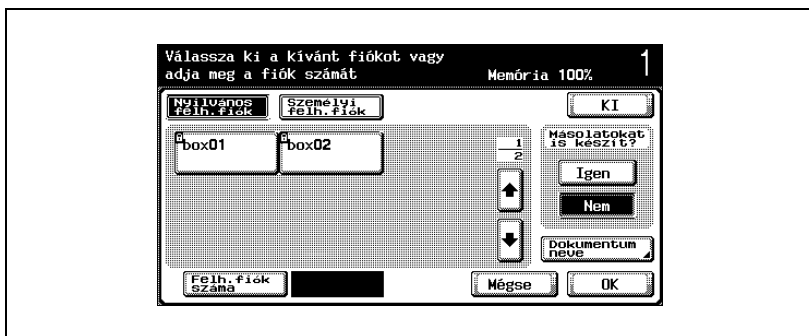 Válassza ki a kívánt fiókot vagy
adja meg a fiók számát
Memória 100%
1
Nyilvános
felh.fiók
Személyi
felh.fiók
KI
box01
box02
1
2
Másolatokat
is készít?
Igen
Nem
Dokumentum
neve
Felh.fiók
száma
Mégse
OK